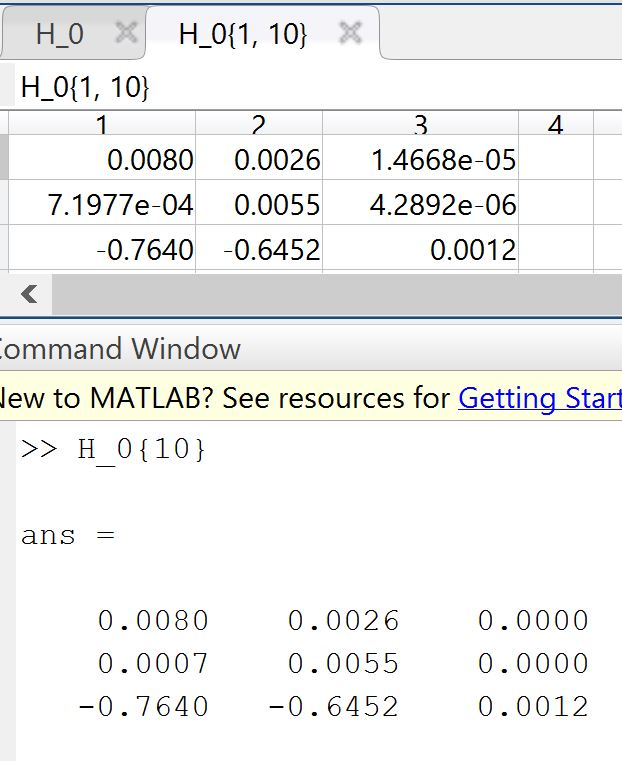 H_0 H_0{1, 10}
H_0{1, 10}
1 2 3 4
0.0080 0.0026 1.4668e-05
7.1977e-04 0.0055 4.2892e-06
-0.7640 -0.6452 0.0012
Command Window
New to MATLAB? See resources for Getting Start
>> H_0{10}
ans =
0.0080 0.0026 0.0000
0.0007 0.0055 0.0000
-0.7640 -0.6452 0.0012